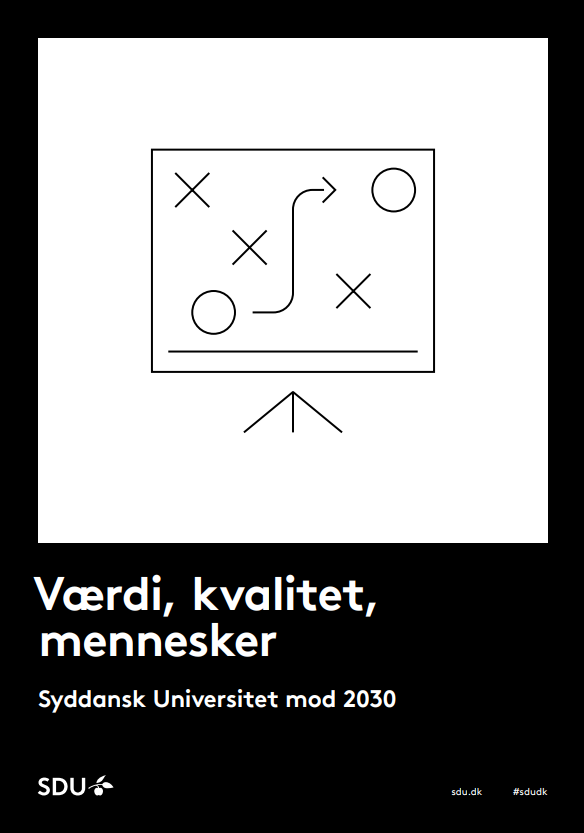 Værdi, kvalitet,
mennesker
Syddansk Universitet mod 2030
SDU
sdu.dk #sdudk